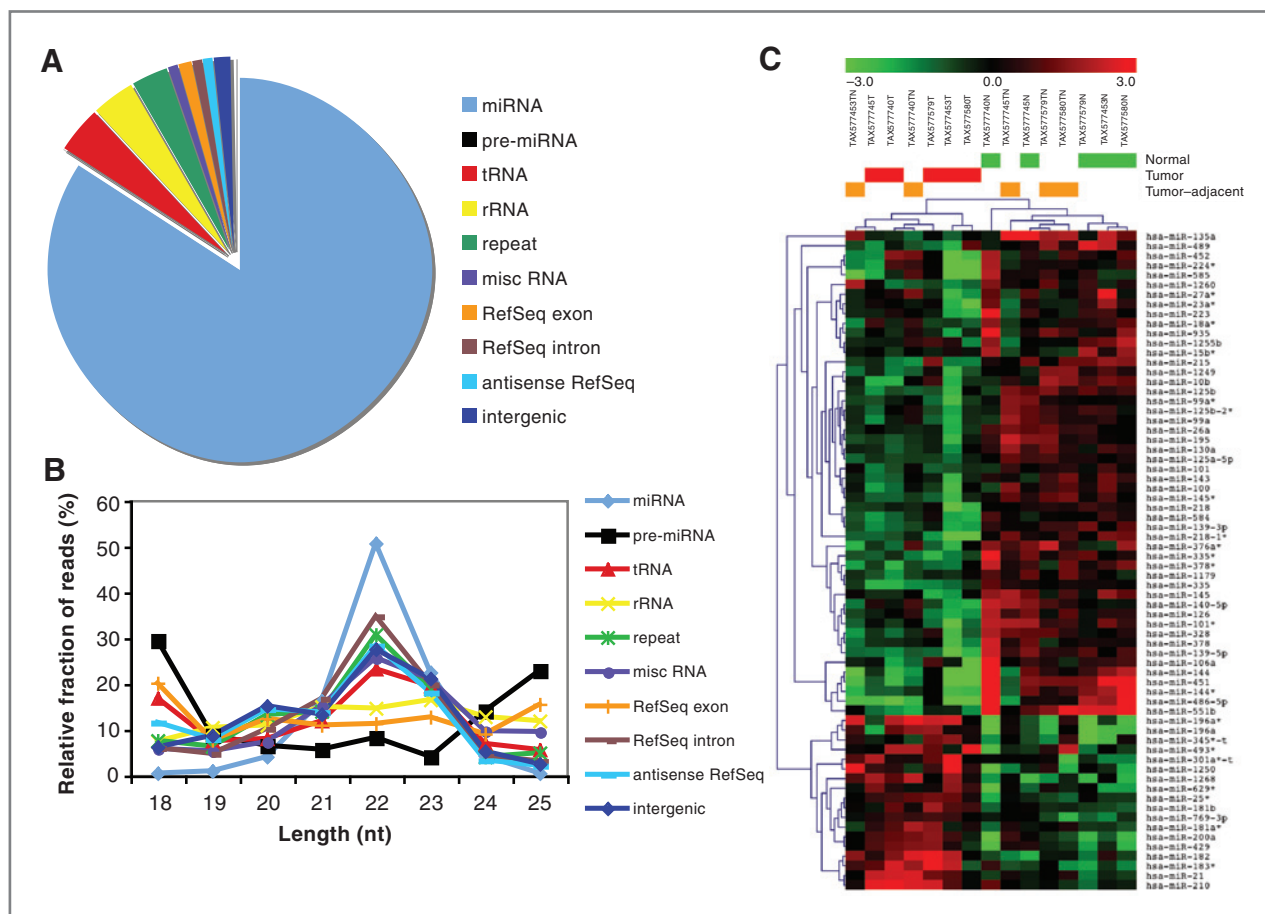 A
miRNA
pre-miRNA
tRNA
rRNA
repeat
misc RNA
RefSeq exon
RefSeq intron
antisense RefSeq
intergenic
B
Relative fraction of reads (%)
60
50
40
30
20
10
0
18 19 20 21 22 23 24 25
Length (nt)
miRNA
pre-miRNA
tRNA
rRNA
repeat
misc RNA
RefSeq exon
RefSeq intron
antisense RefSeq
intergenic
C
−3.0 0.0 3.0
TAX577453TN
TAX577745T
TAX577740T
TAX577740TN
TAX577579T
TAX577453T
TAX577580T
TAX577740N
TAX577745TN
TAX577745N
TAX577579TN
TAX577580TN
TAX577579N
TAX577453N
TAX577580N
Normal
Tumor
Tumor–adjacent
hsa-miR-135a
hsa-miR-489
hsa-miR-452
hsa-miR-224*
hsa-miR-585
hsa-miR-1260
hsa-miR-27a*
hsa-miR-23a*
hsa-miR-223
hsa-miR-18a*
hsa-miR-935
hsa-miR-1255b
hsa-miR-15b*
hsa-miR-215
hsa-miR-1249
hsa-miR-10b
hsa-miR-125b
hsa-miR-99a*
hsa-miR-125b-2*
hsa-miR-99a
hsa-miR-26a
hsa-miR-195
hsa-miR-130a
hsa-miR-125a-5p
hsa-miR-101
hsa-miR-143
hsa-miR-100
hsa-miR-145*
hsa-miR-218
hsa-miR-584
hsa-miR-139-3p
hsa-miR-218-1*
hsa-miR-376a*
hsa-miR-335*
hsa-miR-378*
hsa-miR-1179
hsa-miR-335
hsa-miR-145
hsa-miR-140-5p
hsa-miR-126
hsa-miR-101*
hsa-miR-328
hsa-miR-378
hsa-miR-139-5p
hsa-miR-106a
hsa-miR-144
hsa-miR-451
hsa-miR-144*
hsa-miR-486-5p
hsa-miR-551b
hsa-miR-196a*
hsa-miR-196a
hsa-miR-345*-t
hsa-miR-493*
hsa-miR-301a*-t
hsa-miR-1250
hsa-miR-1268
hsa-miR-629*
hsa-miR-25*
hsa-miR-181b
hsa-miR-769-3p
hsa-miR-181a*
hsa-miR-200a
hsa-miR-429
hsa-miR-182
hsa-miR-183*
hsa-miR-21
hsa-miR-210